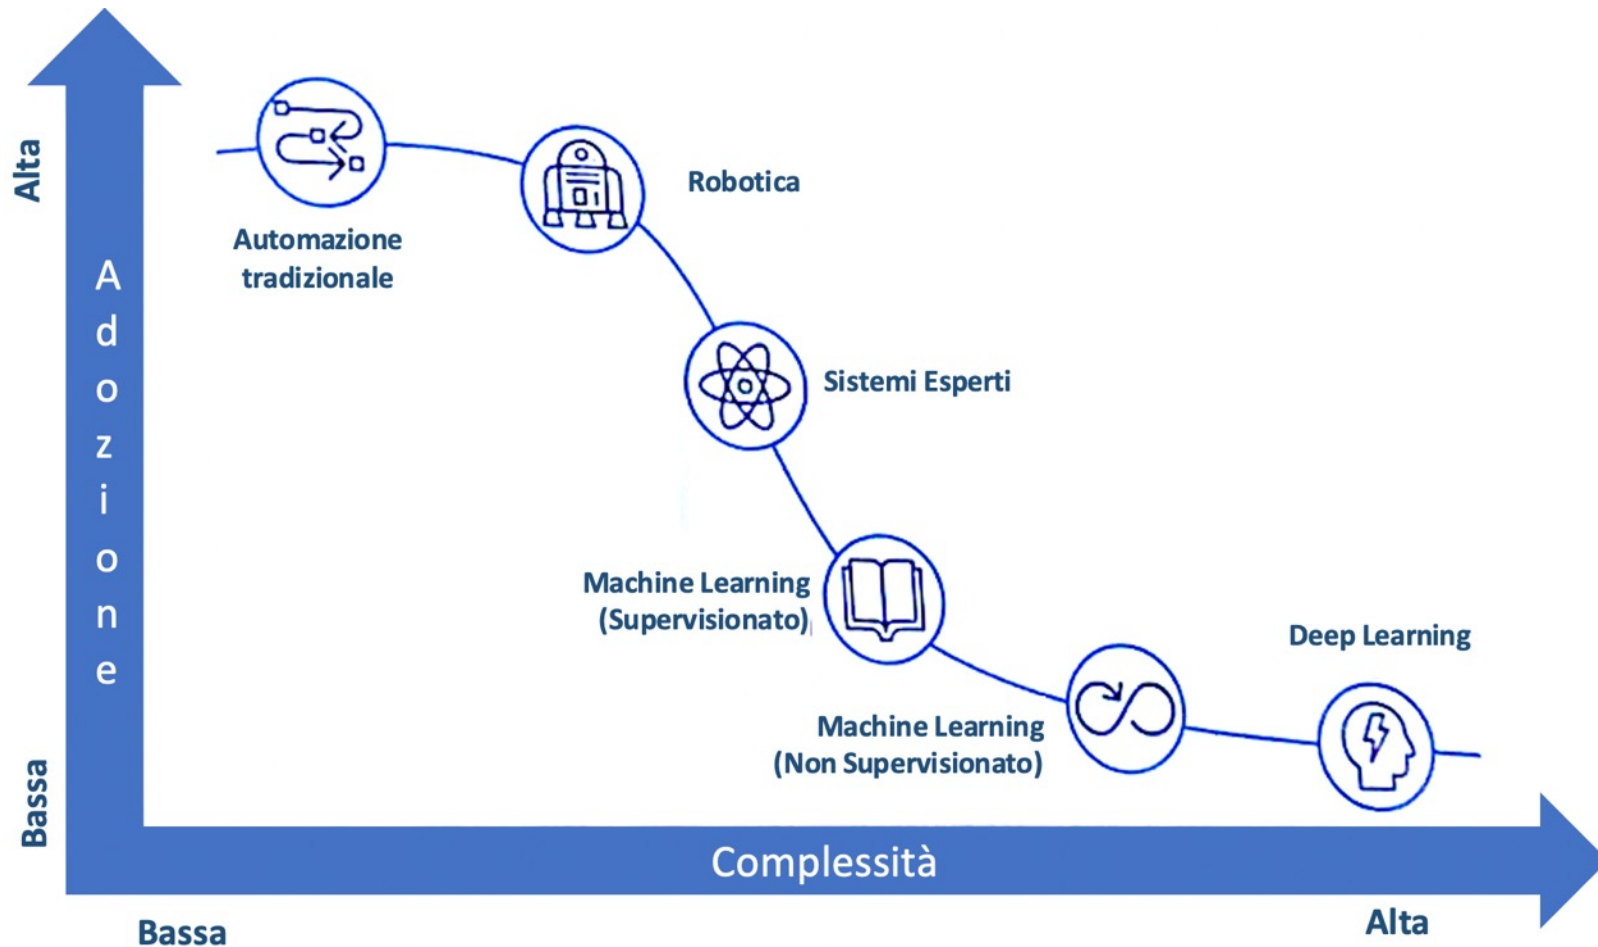 Alta
Adozione
Bassa
Automazione
tradizionale
Robotica
Sistemi Esperti
Machine Learning
(Supervisionato)
Machine Learning
(Non Supervisionato)
Deep Learning
Complessità
Bassa
Alta